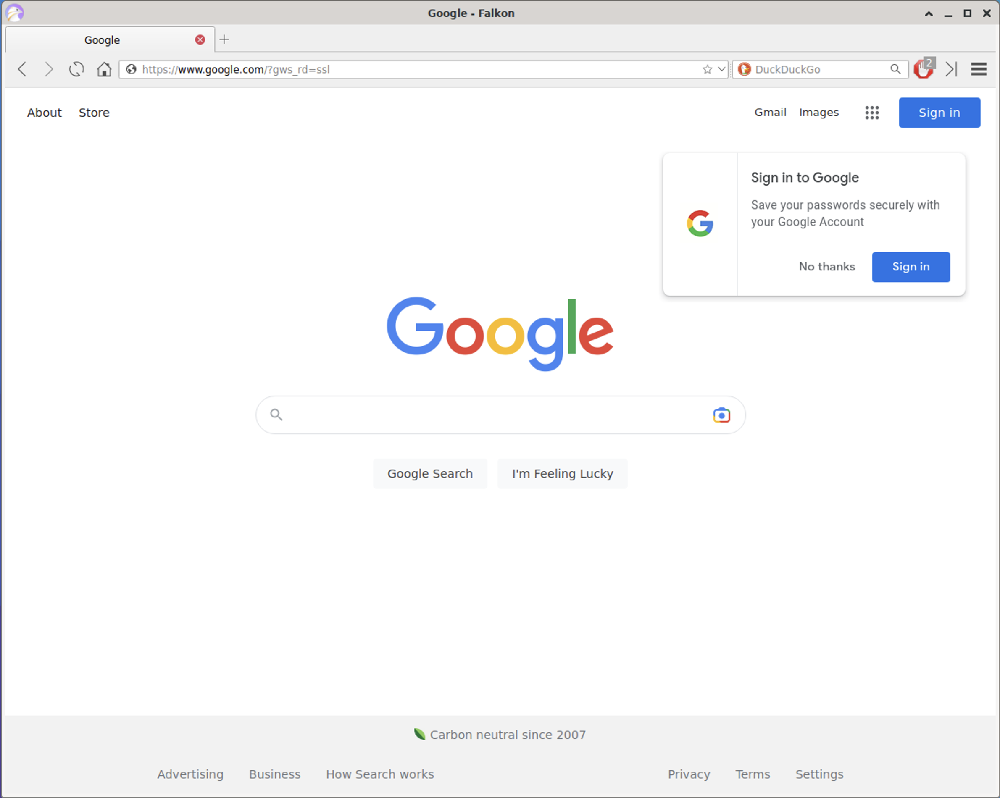 Google - Falkon
Google
https://www.google.com/?gws_rd=ssl
DuckDuckGo
2
About Store
Gmail Images Sign in
Sign in to Google
Save your passwords securely with
your Google Account
No thanks Sign in
Google
Google Search I'm Feeling Lucky
Carbon neutral since 2007
Advertising Business How Search works Privacy Terms Settings